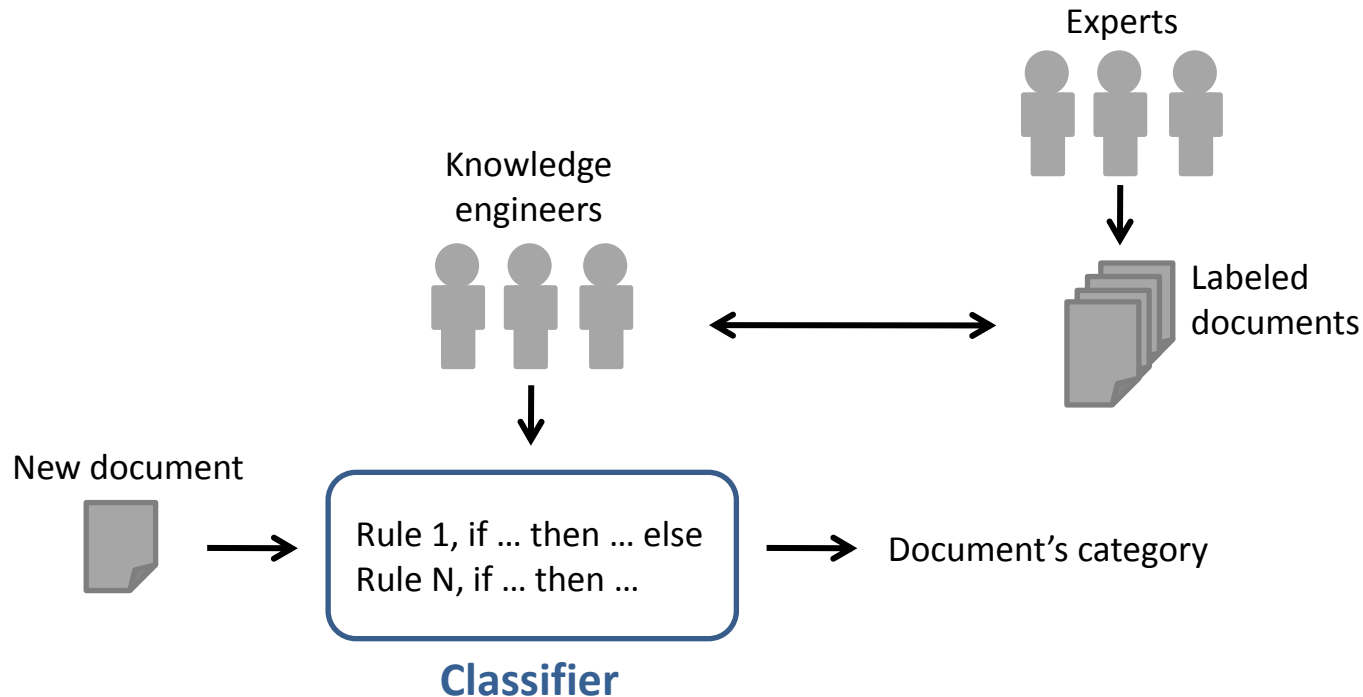 Experts
Knowledge
engineers
Labeled
documents
New document
Rule 1, if … then … else
Rule N, if … then …
Document’s category
Classifier